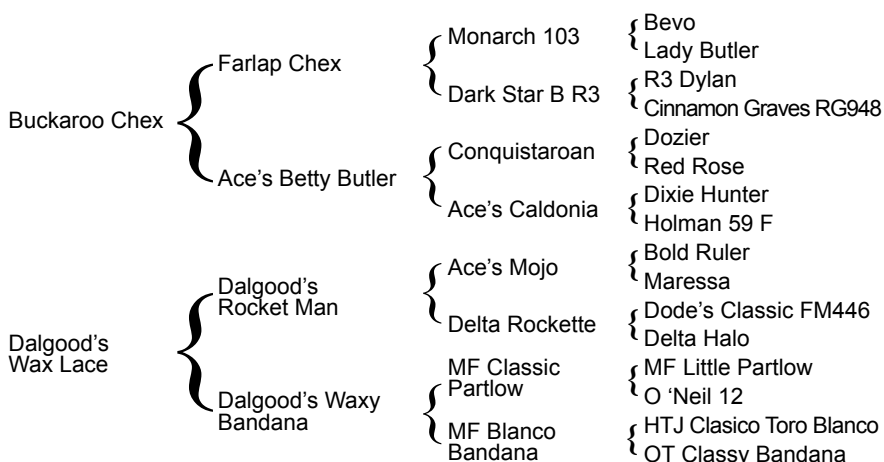 Bevo
Monarch 103
Lady Butler
Farlap Chex
R3 Dylan
Dark Star B R3
Cinnamon Graves RG948
Buckaroo Chex
Dozier
Conquistaroan
Red Rose
Ace’s Betty Butler
Dixie Hunter
Ace’s Caldonia
Holman 59 F
Bold Ruler
Ace’s Mojo
Maressa
Dalgood’s
Rocket Man
Dode’s Classic FM446
Delta Rockette
Delta Halo
Dalgood’s
Wax Lace
MF Little Partlow
MF Classic
Partlow
O ‘Neil 12
Dalgood’s Waxy
Bandana
HTJ Clasico Toro Blanco
MF Blanco
Bandana
OT Classy Bandana